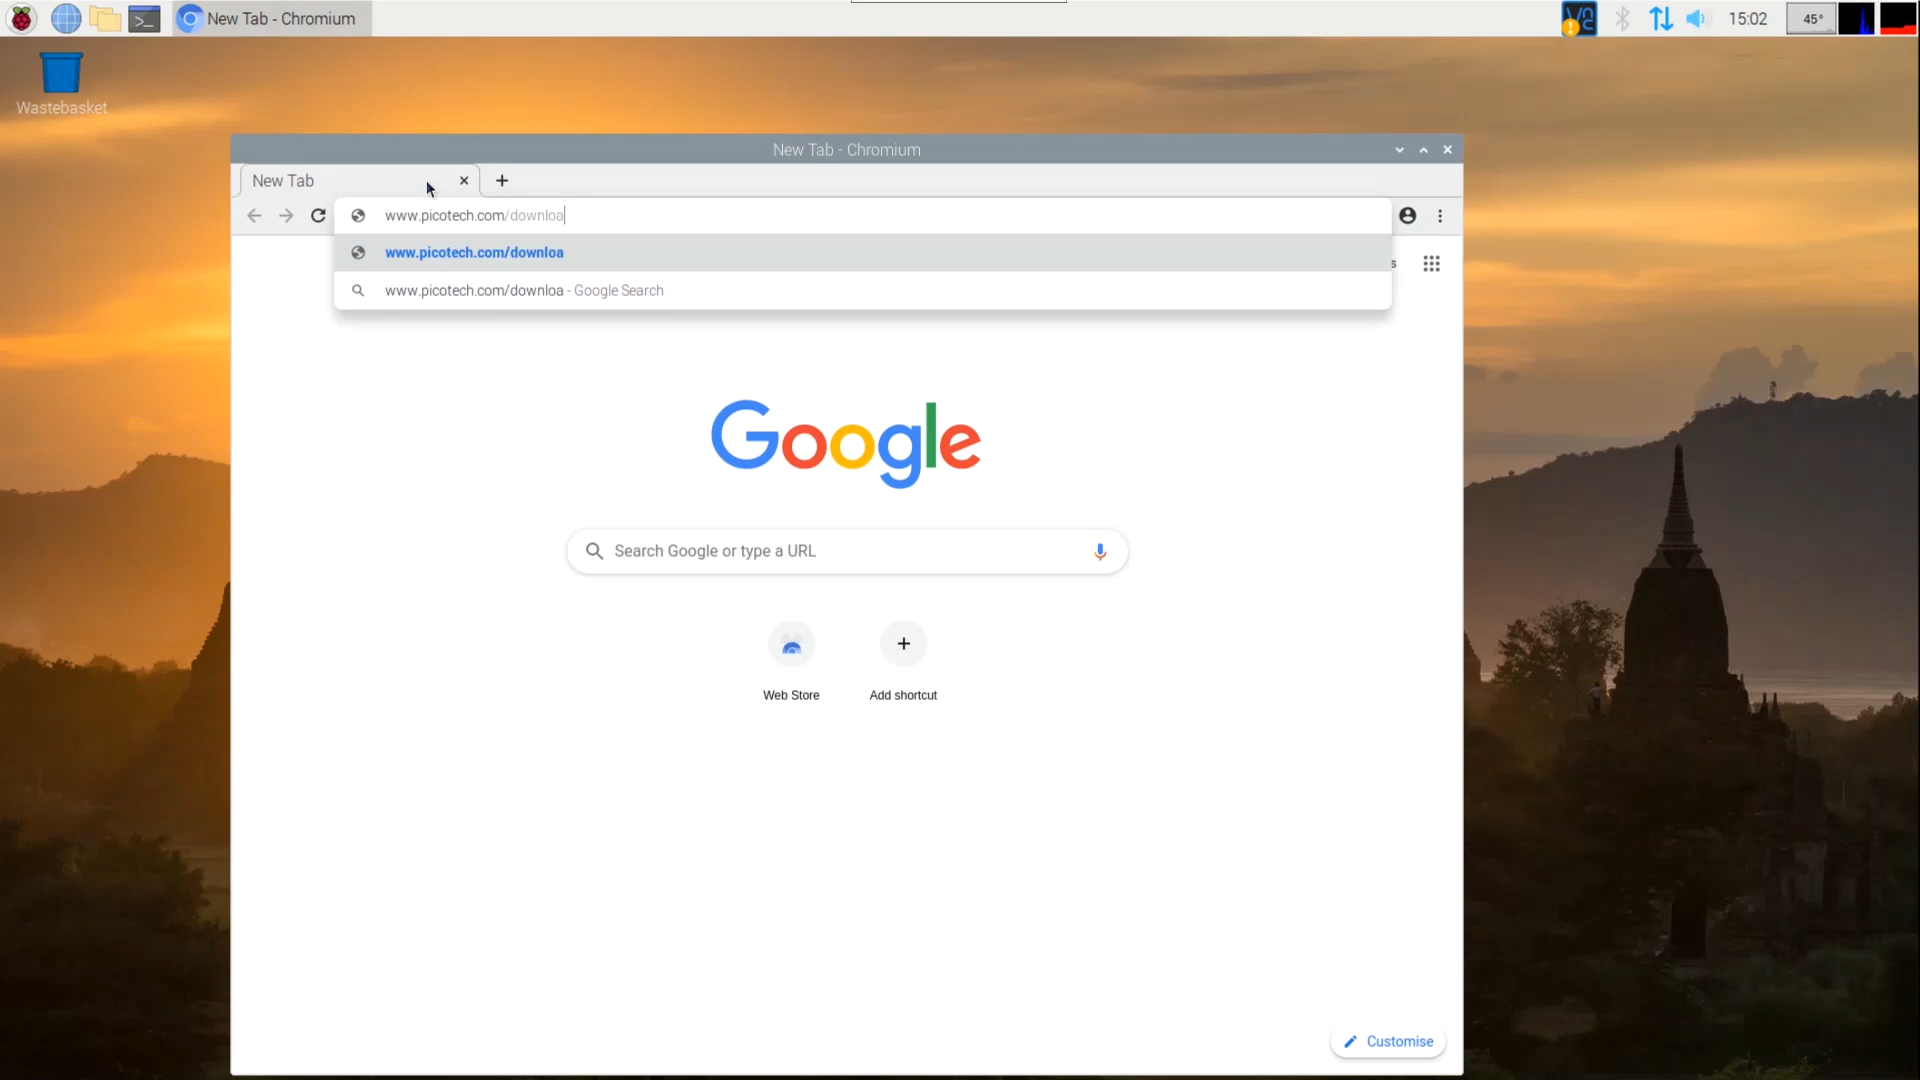 New Tab - Chromium
15:02
45°
Wastebasket
New Tab - Chromium
New Tab
www.picotech.com/downloa
www.picotech.com/downloa
s
www.picotech.com/downloa - Google Search
Google
Search Google or type a URL
Web Store
Add shortcut
Customise